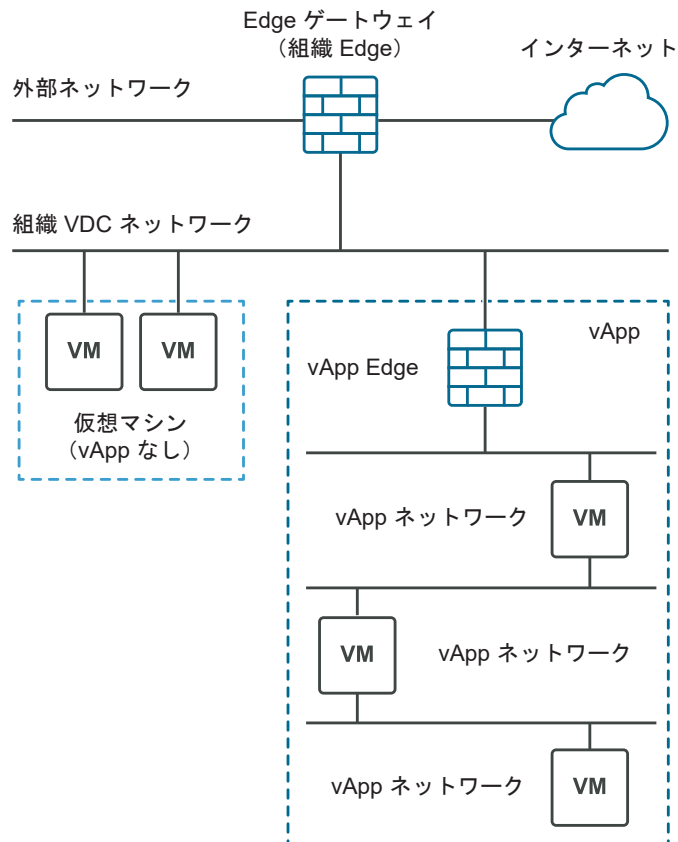 Edge ゲートウェイ
（組織 Edge）
インターネット
外部ネットワーク
組織 VDC ネットワーク
VM
VM
仮想マシン
（vApp なし）
vApp
vApp Edge
vApp ネットワーク
VM
VM
vApp ネットワーク
vApp ネットワーク
VM